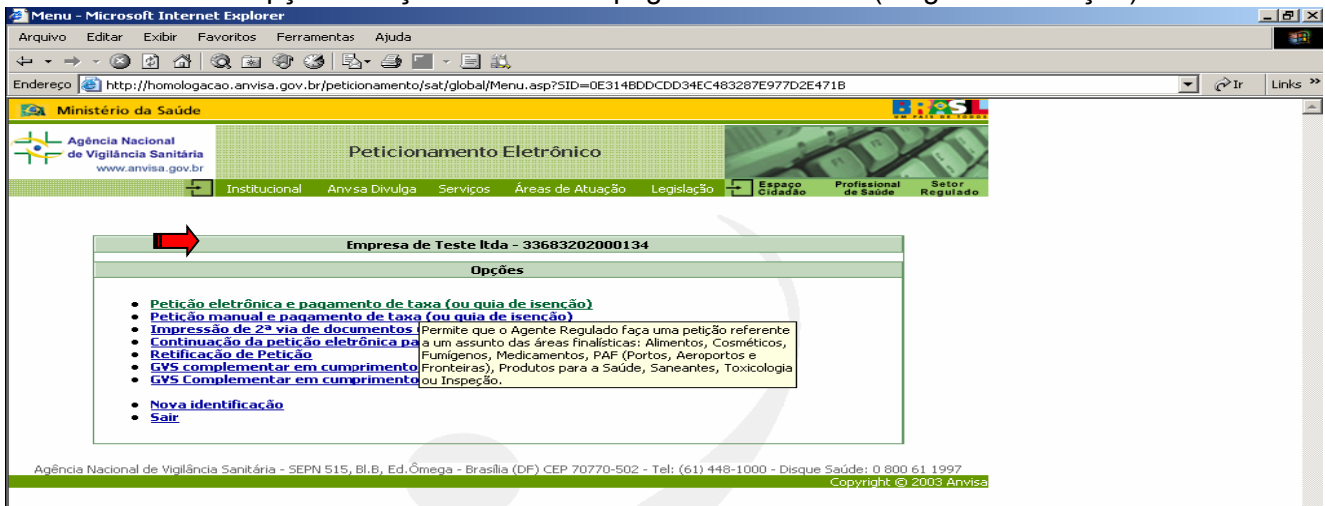 Menu - Microsoft Internet Explorer
Arquivo Editar Exibir Favoritos Ferramentas Ajuda
Endereço http://homologacao.anvisa.gov.br/peticionamento/sat/global/Menu.asp?SID=0E314BDDCDD34EC483287E977D2E471B Ir Links »
Ministério da Saúde
BRASIL
UM PAÍS DE TODOS
Agência Nacional
de Vigilância Sanitária
www.anvisa.gov.br
Peticionamento Eletrônico
Institucional Anvsa Divulga Serviços Áreas de Atuação Legislação Espaço Cidadão Profissional de Saúde Setor Regulado
Empresa de Teste ltda - 33683202000134
Opções
Petição eletrônica e pagamento de taxa (ou guia de isenção)
Petição manual e pagamento de taxa (ou guia de isenção)
Impressão de 2ª via de documentos
Continuação da petição eletrônica pa
Retificação de Petição
GVS complementar em cumprimento
GVS Complementar em cumprimento
Permite que o Agente Regulado faça uma petição referente
a um assunto das áreas finalísticas: Alimentos, Cosméticos,
Fumígenos, Medicamentos, PAF (Portos, Aeroportos e
Fronteiras), Produtos para a Saúde, Saneantes, Toxicologia
ou Inspeção.
Nova identificação
Sair
Agência Nacional de Vigilância Sanitária - SEPN 515, Bl.B, Ed.Ômega - Brasília (DF) CEP 70770-502 - Tel: (61) 448-1000 - Disque Saúde: 0 800 61 1997
Copyright © 2003 Anvisa